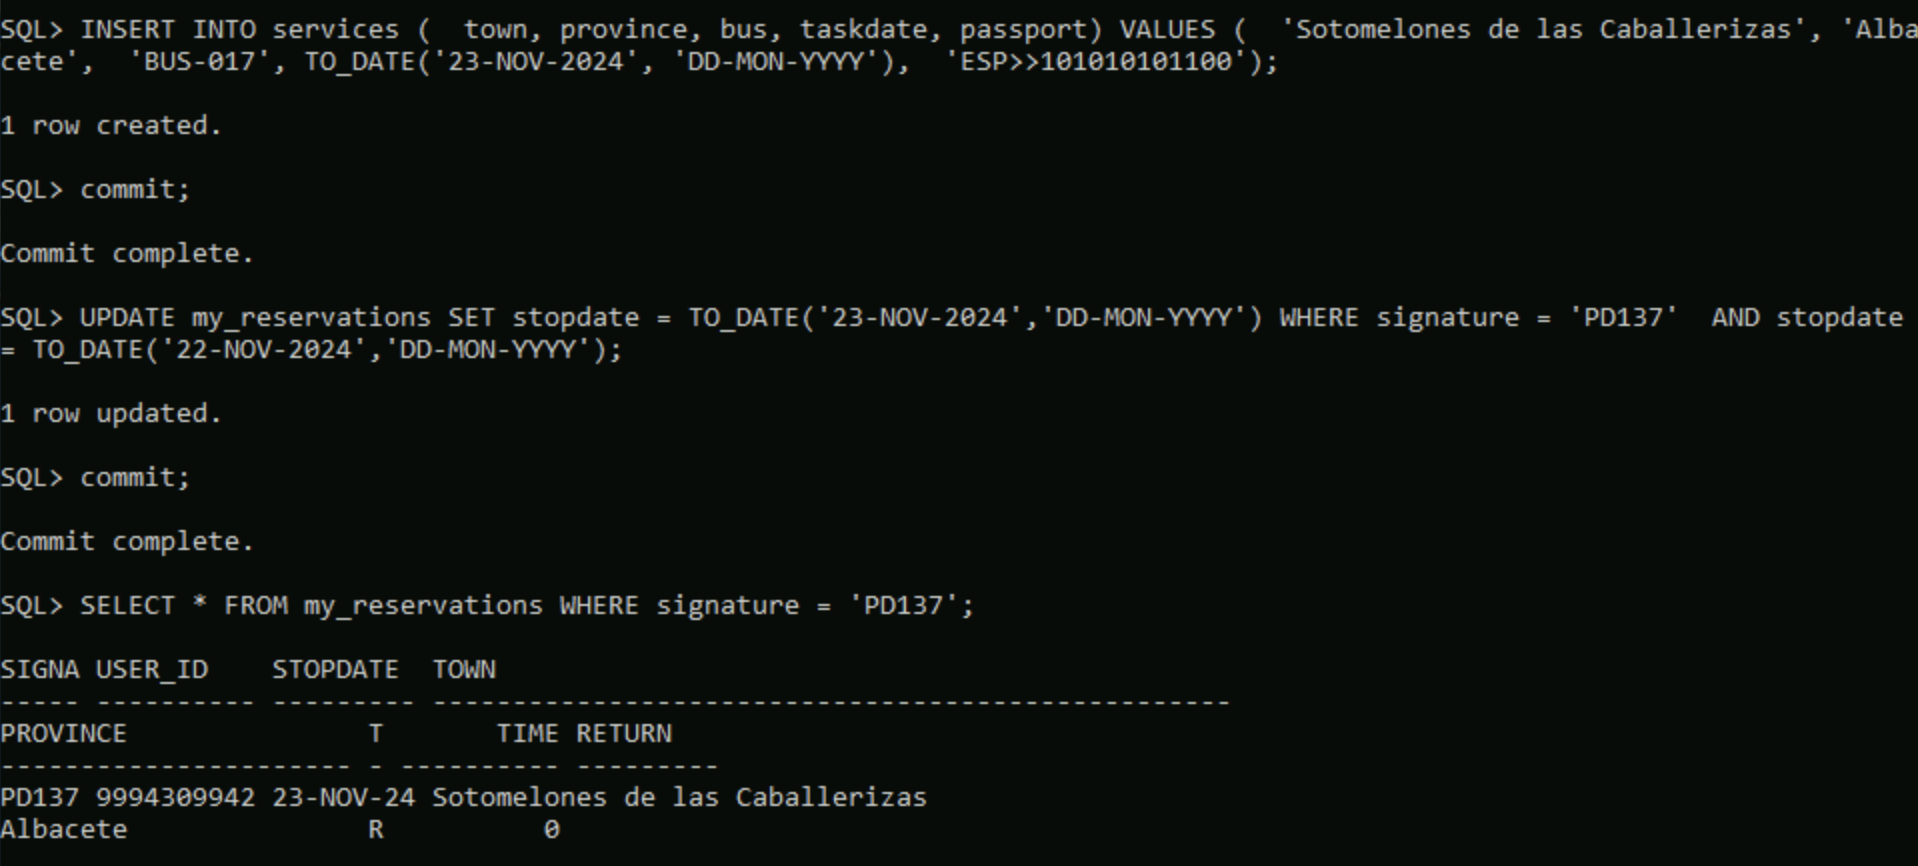 SQL> INSERT INTO services (  town, province, bus, taskdate, passport) VALUES (  'Sotomelones de las Caballerizas', 'Alba
cete',  'BUS-017', TO_DATE('23-NOV-2024', 'DD-MON-YYYY'),  'ESP>>101010101100');
1 row created.
SQL> commit;
Commit complete.
SQL> UPDATE my_reservations SET stopdate = TO_DATE('23-NOV-2024','DD-MON-YYYY') WHERE signature = 'PD137'  AND stopdate
= TO_DATE('22-NOV-2024','DD-MON-YYYY');
1 row updated.
SQL> commit;
Commit complete.
SQL> SELECT * FROM my_reservations WHERE signature = 'PD137';
SIGNA USER_ID    STOPDATE  TOWN
----- ---------- --------- --------------------------------------------------
PROVINCE               T       TIME RETURN
---------------------- - ---------- ---------
PD137 9994309942 23-NOV-24 Sotomelones de las Caballerizas
Albacete               R          0